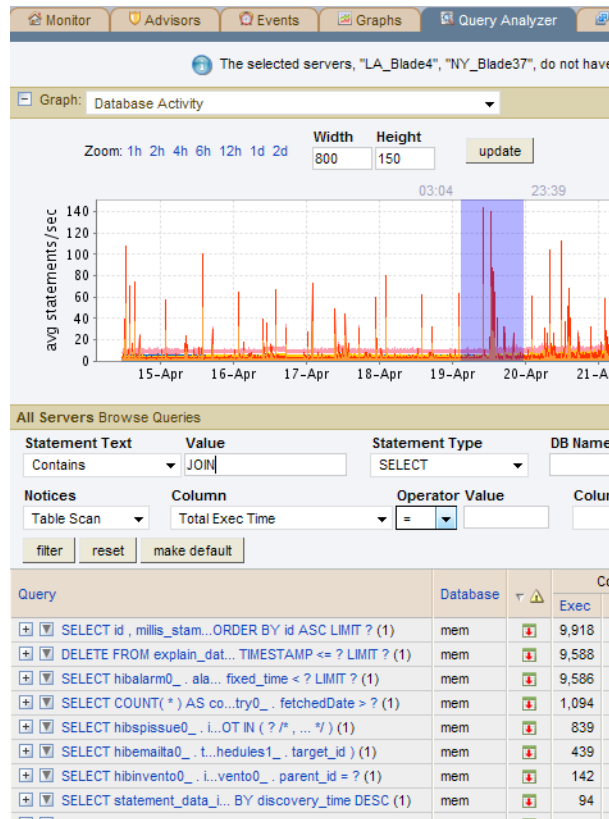 Monitor Advisors Events Graphs Query Analyzer
The selected servers, "LA_Blade4", "NY_Blade37", do not have
Graph: Database Activity
Width Height
Zoom: 1h 2h 4h 6h 12h 1d 2d 800 150 update
03:04 23:39
avg statements/sec
140
120
100
80
60
40
20
0
15-Apr 16-Apr 17-Apr 18-Apr 19-Apr 20-Apr 21-A
All Servers Browse Queries
Statement Text Value Statement Type DB Name
Contains JOIN SELECT
Notices Column Operator Value Colu
Table Scan Total Exec Time =
filter reset make default
Query Database Co
Exec
SELECT id , millis_stam...ORDER BY id ASC LIMIT ? (1) mem 9,918
DELETE FROM explain_dat... TIMESTAMP <= ? LIMIT ? (1) mem 9,588
SELECT hibalarm0_ . ala... fixed_time < ? LIMIT ? (1) mem 9,586
SELECT COUNT( * ) AS co...try0_ . fetchedDate > ? (1) mem 1,094
SELECT hibspissue0_ . i...OT IN ( ? /* , ... */ ) (1) mem 839
SELECT hibemailta0_ . t...hedules1_ . target_id ) (1) mem 439
SELECT hibinvento0_ . i...vento0_ . parent_id = ? (1) mem 142
SELECT statement_data_i... BY discovery_time DESC (1) mem 94